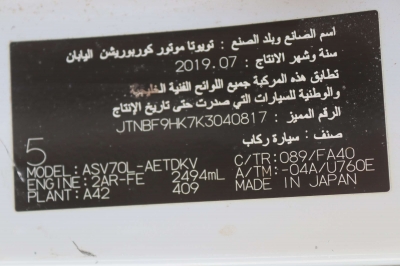 اسم الصانع وبلد الصنع : تويوتا موتور كوربوريشن اليابان
سنة وشهر الانتاج : 2019.07
تطابق هذه المركبة جميع اللوائح الفنية الخليجية
والوطنية للسيارات التي صدرت حتى تاريخ الإنتاج
الرقم المميز : JTNBF9HK7K3040817
صنف : سيارة ركاب
5
MODEL: ASV70L-AETDKV C/TR: 089/FA40
ENGINE: 2AR-FE 2494mL A/TM: -04A/U760E
PLANT: A42 409 MADE IN JAPAN